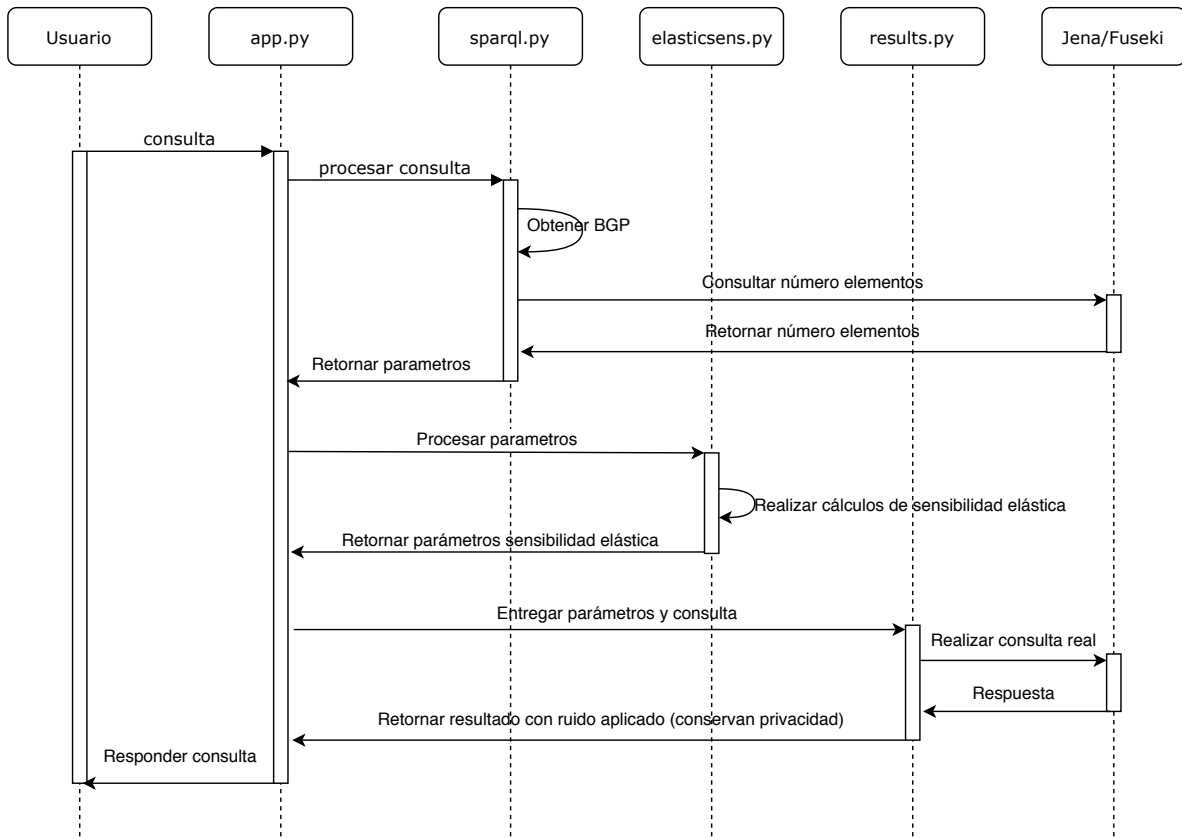 Usuario
app.py
sparql.py
elasticsens.py
results.py
Jena/Fuseki
consulta
procesar consulta
Obtener BGP
Consultar número elementos
Retornar número elementos
Retornar parametros
Procesar parametros
Realizar cálculos de sensibilidad elástica
Retornar parámetros sensibilidad elástica
Entregar parámetros y consulta
Realizar consulta real
Respuesta
Retornar resultado con ruido aplicado (conservan privacidad)
Responder consulta